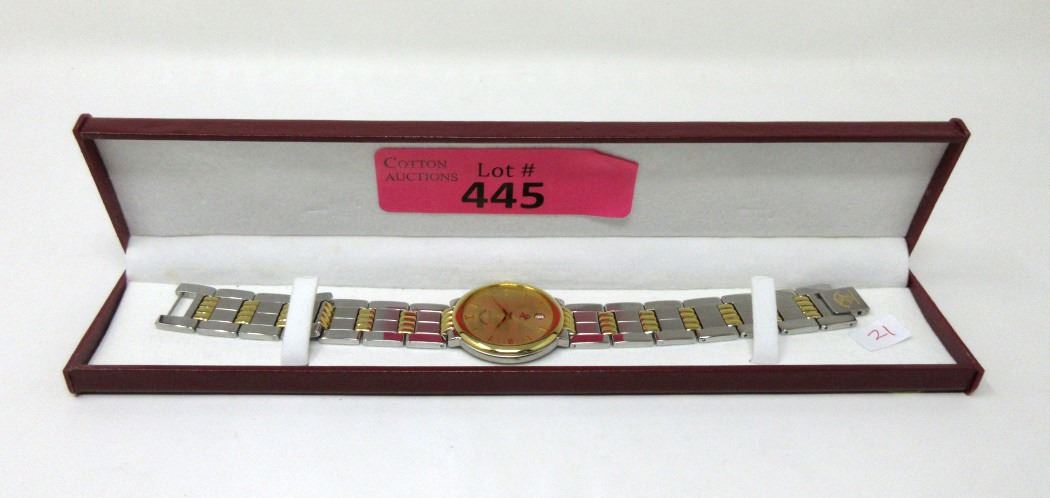 COTTON
AUCTIONS
Lot #
445
21